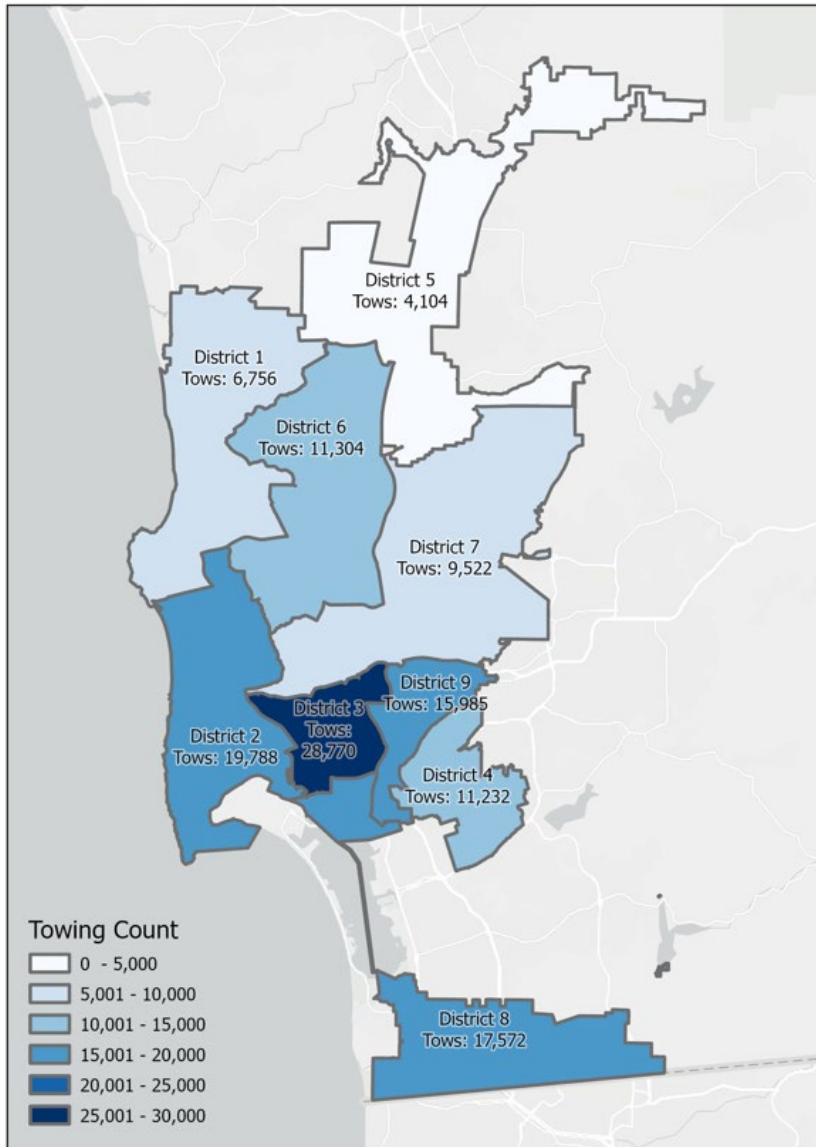 District 5
Tows: 4,104
District 1
Tows: 6,756
District 6
Tows: 11,304
District 7
Tows: 9,522
District 9
Tows: 15,985
District 3
Tows:
28,770
District 2
Tows: 19,788
District 4
Tows: 11,232
District 8
Tows: 17,572
Towing Count
0 - 5,000
5,001 - 10,000
10,001 - 15,000
15,001 - 20,000
20,001 - 25,000
25,001 - 30,000